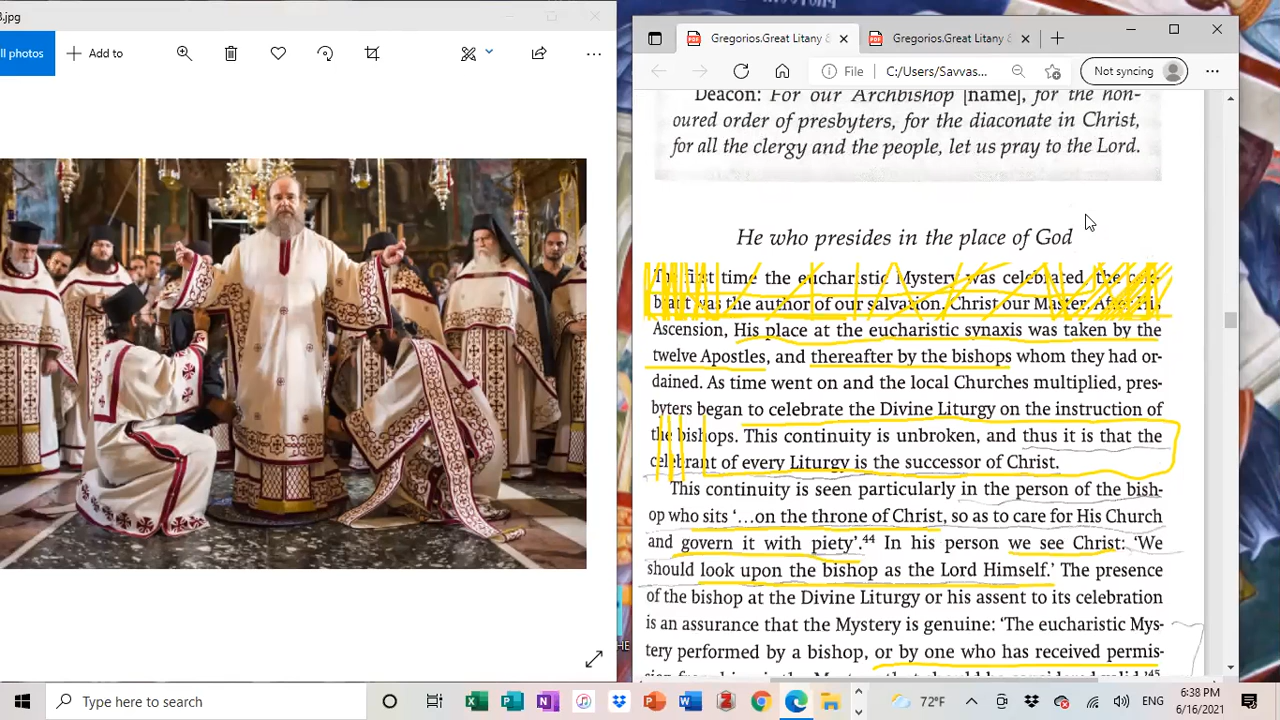 3.jpg
ll photos
Add to
Gregorios.Great Litany &
Gregorios.Great Litany &
File
C:/Users/Savvas...
Not syncing
Deacon: For our Archbishop [name], for the hon-
oured order of presbyters, for the diaconate in Christ,
for all the clergy and the people, let us pray to the Lord.
He who presides in the place of God
The first time the eucharistic Mystery was celebrated the cele-
brant was the author of our salvation, Christ our Master. After His
Ascension, His place at the eucharistic synaxis was taken by the
twelve Apostles, and thereafter by the bishops whom they had or-
dained. As time went on and the local Churches multiplied, pres-
byters began to celebrate the Divine Liturgy on the instruction of
the bishops. This continuity is unbroken, and thus it is that the
celebrant of every Liturgy is the successor of Christ.
This continuity is seen particularly in the person of the bish-
op who sits ‘...on the throne of Christ, so as to care for His Church
and govern it with piety’.44 In his person we see Christ: ‘We
should look upon the bishop as the Lord Himself.’ The presence
of the bishop at the Divine Liturgy or his assent to its celebration
is an assurance that the Mystery is genuine: ‘The eucharistic Mys-
tery performed by a bishop, or by one who has received permis-
HE
Type here to search
72°F
ENG
6:38 PM
6/16/2021